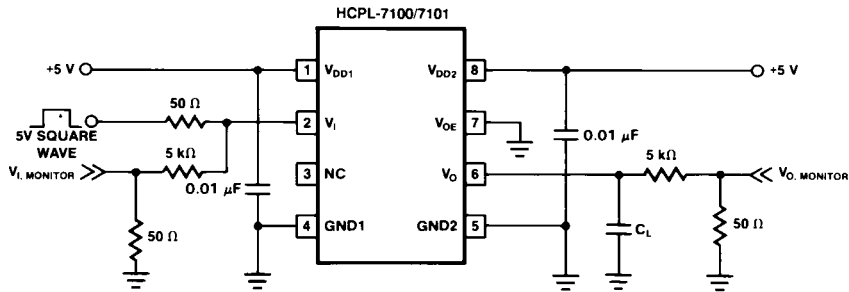 HCPL-7100/7101
+5 V
1
V_DD1
V_DD2
8
+5 V
50 Ω
5V SQUARE
WAVE
2
V_I
V_OE
7
0.01 μF
5 kΩ
V_I, MONITOR
0.01 μF
3
NC
V_O
6
5 kΩ
V_O, MONITOR
50 Ω
4
GND1
GND2
5
C_L
50 Ω